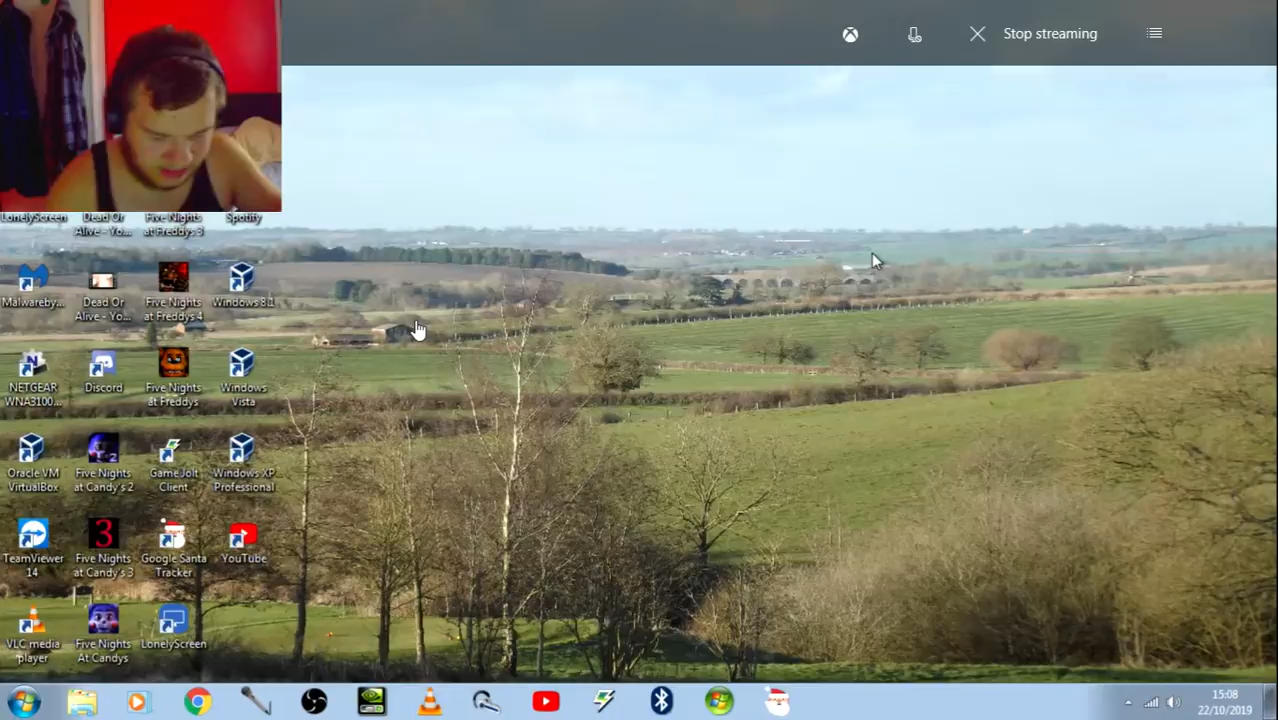 Stop streaming
LonelyScreen
Dead Or
Alive - Yo...
Five Nights
at Freddys 3
Spotify
Malwareby...
Dead Or
Alive - Yo...
Five Nights
at Freddys 4
Windows 8.1
NETGEAR
WNA3100...
Discord
Five Nights
at Freddys
Windows
Vista
Oracle VM
VirtualBox
Five Nights
at Candy's 2
GameJolt
Client
Windows XP
Professional
TeamViewer
14
Five Nights
at Candy's 3
Google Santa
Tracker
YouTube
VLC media
player
Five Nights
At Candys
LonelyScreen
15:08
22/10/2019